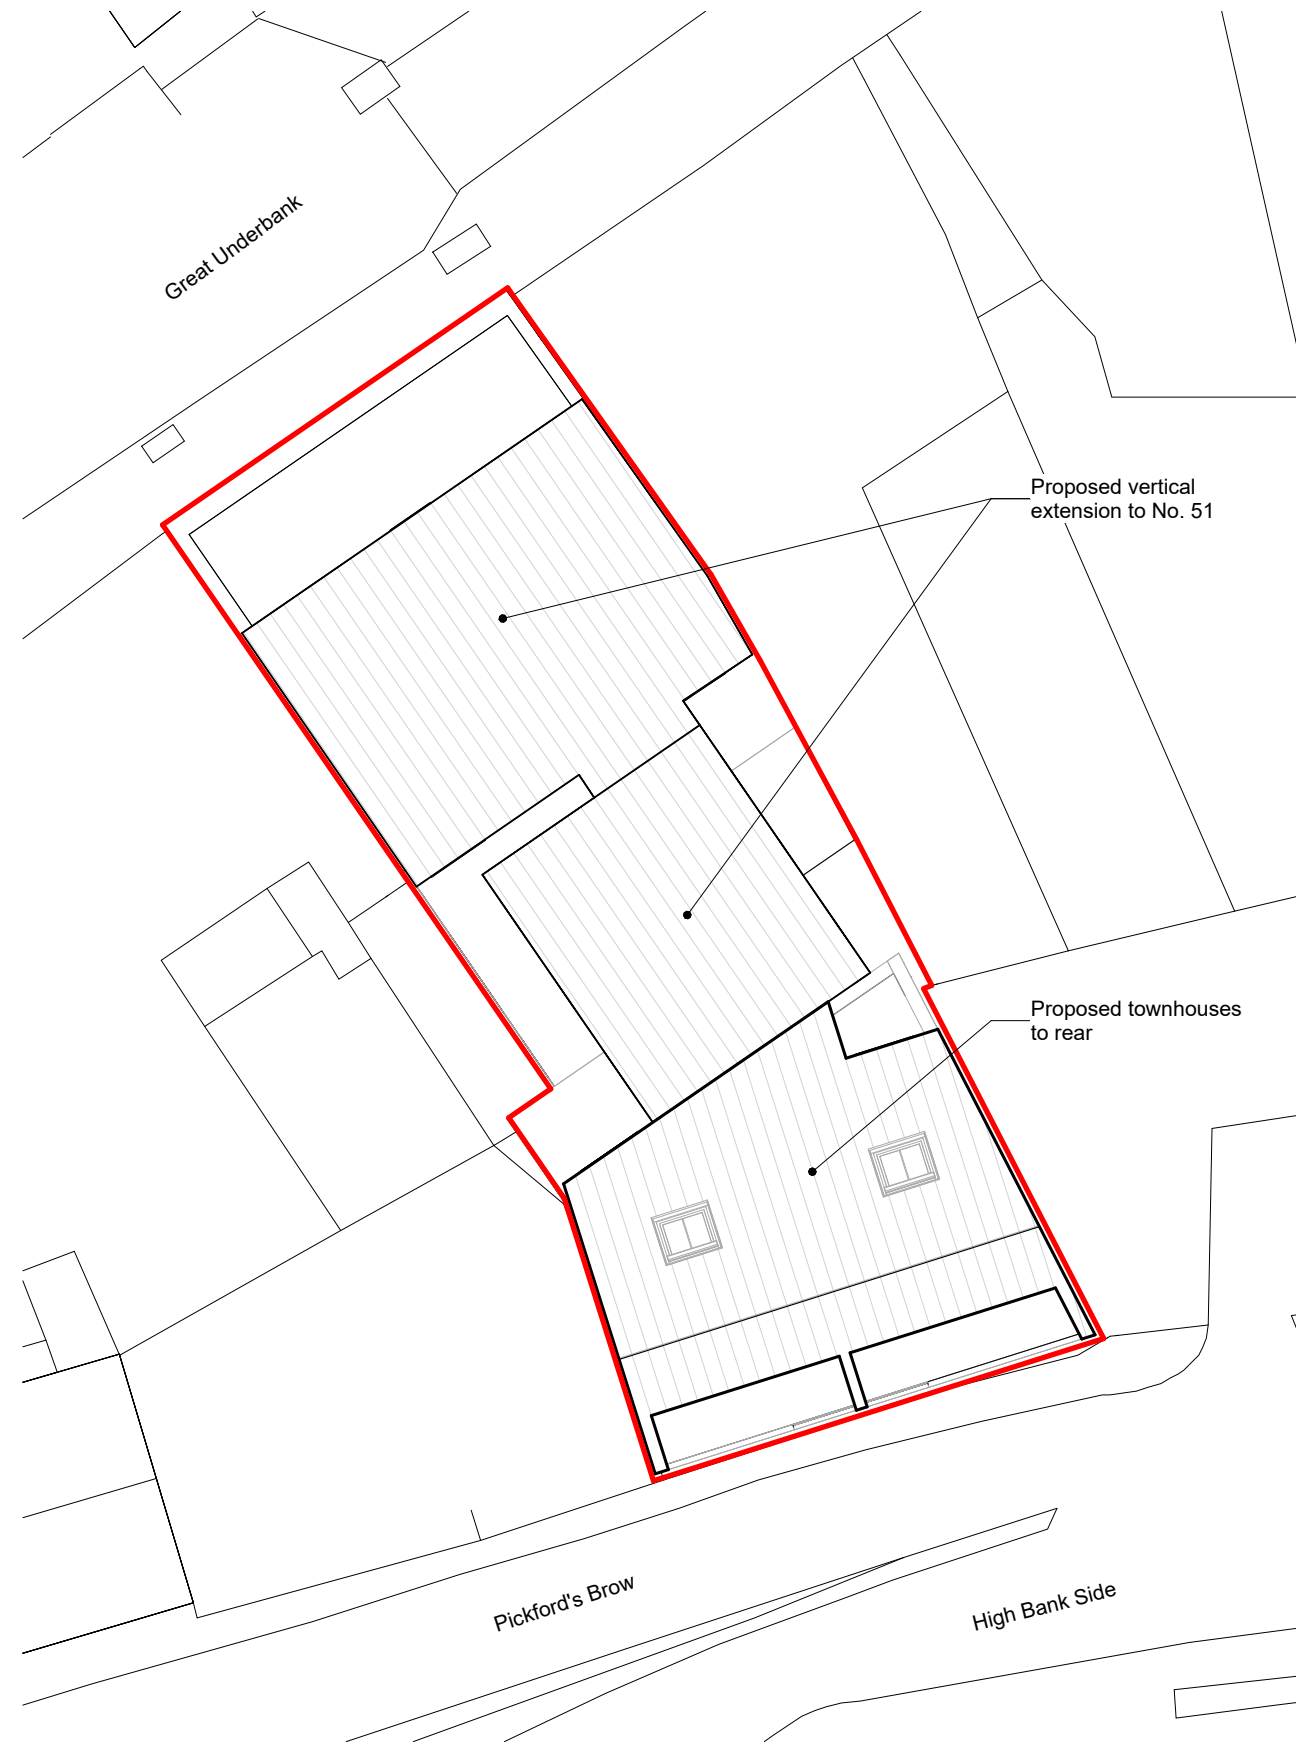 Great Underbank
Proposed vertical
extension to No. 51
Proposed townhouses
to rear
Pickford's Brow
High Bank Side